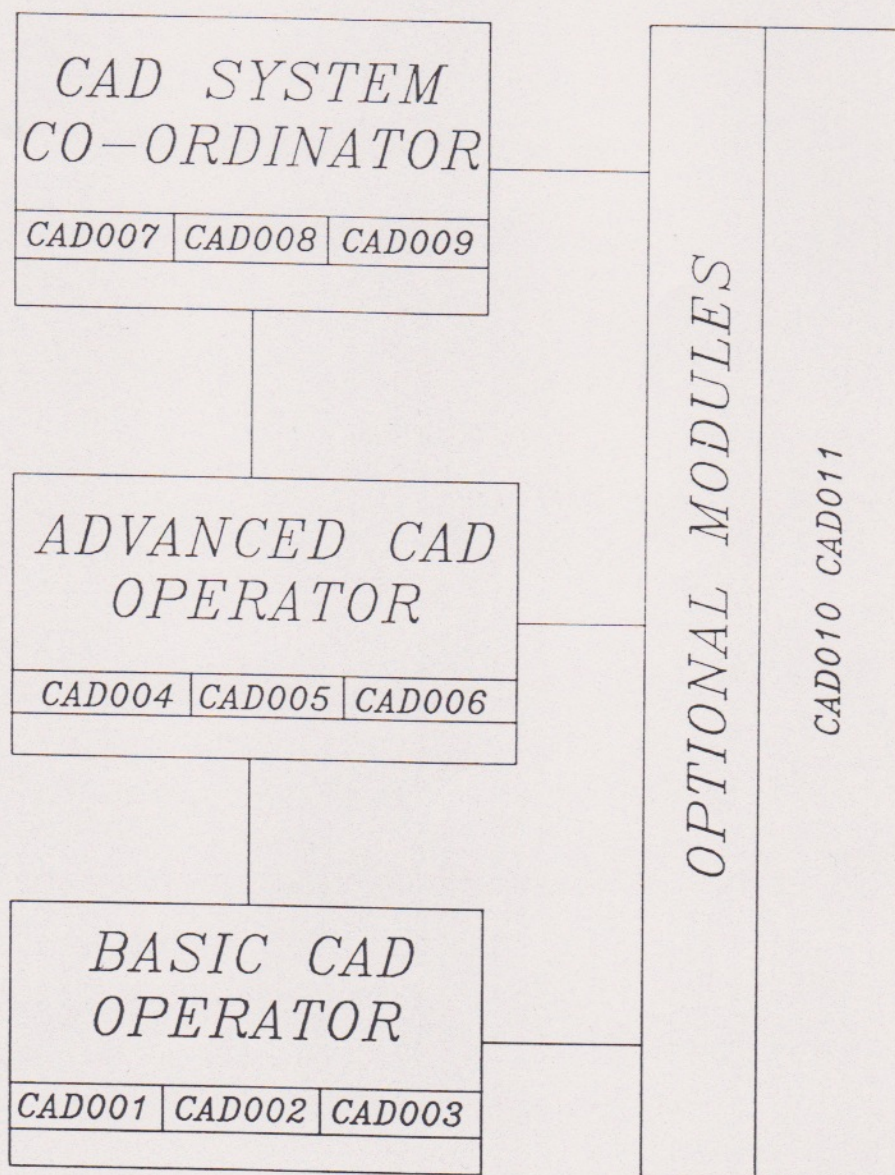 CAD SYSTEM
CO-ORDINATOR
CAD007 CAD008 CAD009
ADVANCED CAD
OPERATOR
CAD004 CAD005 CAD006
BASIC CAD
OPERATOR
CAD001 CAD002 CAD003
OPTIONAL MODULES
CAD010 CAD011